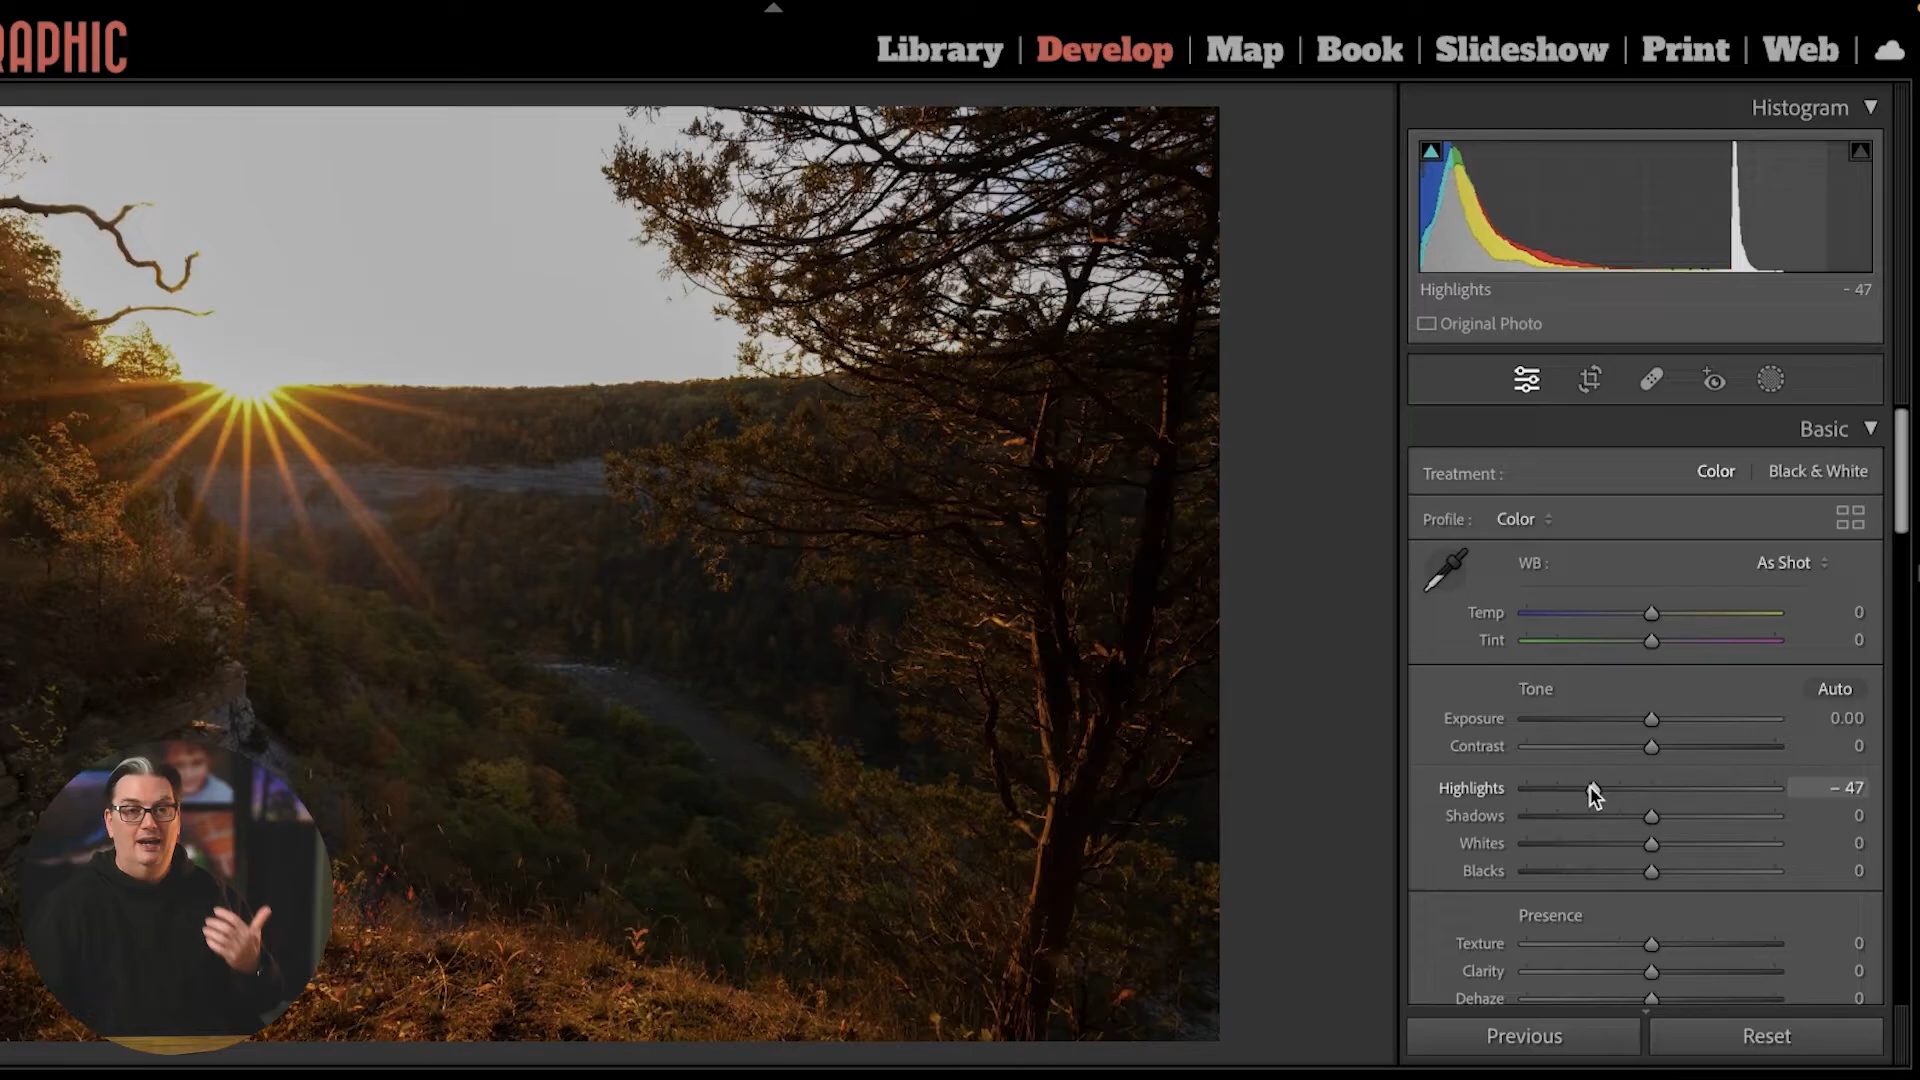 RAPHIC
Library | Develop | Map | Book | Slideshow | Print | Web |
Histogram
Highlights - 47
Original Photo
Basic
Treatment : Color | Black & White
Profile : Color
WB : As Shot
Temp 0
Tint 0
Tone Auto
Exposure 0.00
Contrast 0
Highlights – 47
Shadows 0
Whites 0
Blacks 0
Presence
Texture 0
Clarity 0
Dehaze 0
Previous Reset